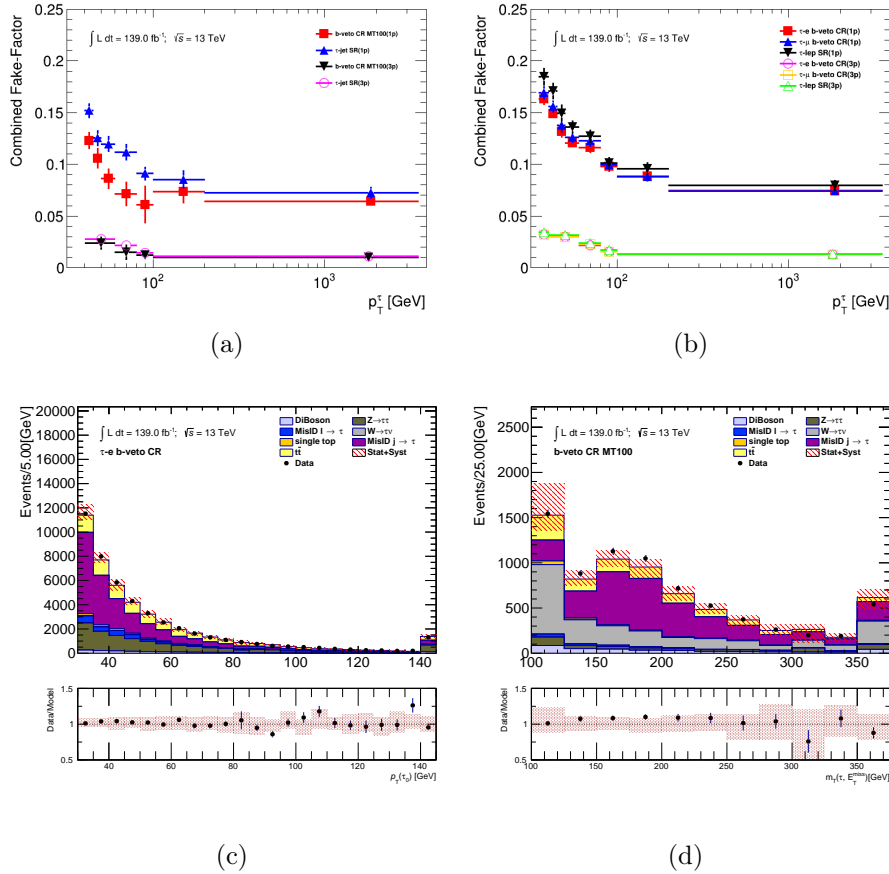 ∫ L dt = 139.0 fb⁻¹; √s = 13 TeV
b-veto CR MT100(1p)
τ-jet SR(1p)
b-veto CR MT100(3p)
τ-jet SR(3p)
Combined Fake-Factor
0.25
0.2
0.15
0.1
0.05
0
10²
10³
p_T^τ [GeV]
(a)
∫ L dt = 139.0 fb⁻¹; √s = 13 TeV
τ-e b-veto CR(1p)
τ-μ b-veto CR(1p)
τ-lep SR(1p)
τ-e b-veto CR(3p)
τ-μ b-veto CR(3p)
τ-lep SR(3p)
Combined Fake-Factor
0.25
0.2
0.15
0.1
0.05
0
10²
10³
p_T^τ [GeV]
(b)
∫ L dt = 139.0 fb⁻¹; √s = 13 TeV
τ-e b-veto CR
DiBoson
Z→ττ
MisID l → τ
W→τν
single top
MisID j → τ
tt̄
Stat+Syst
Data
Events/5.00[GeV]
20000
18000
16000
14000
12000
10000
8000
6000
4000
2000
0
40 60 80 100 120 140
Data/Model
1.5
1
0.5
40 60 80 100 120 140
p_T(τ₀) [GeV]
(c)
∫ L dt = 139.0 fb⁻¹; √s = 13 TeV
b-veto CR MT100
DiBoson
Z→ττ
MisID l → τ
W→τν
single top
MisID j → τ
tt̄
Stat+Syst
Data
Events/25.00[GeV]
2500
2000
1500
1000
500
0
100 150 200 250 300 350
Data/Model
1.5
1
0.5
100 150 200 250 300 350
m_T(τ, E_T^miss)[GeV]
(d)